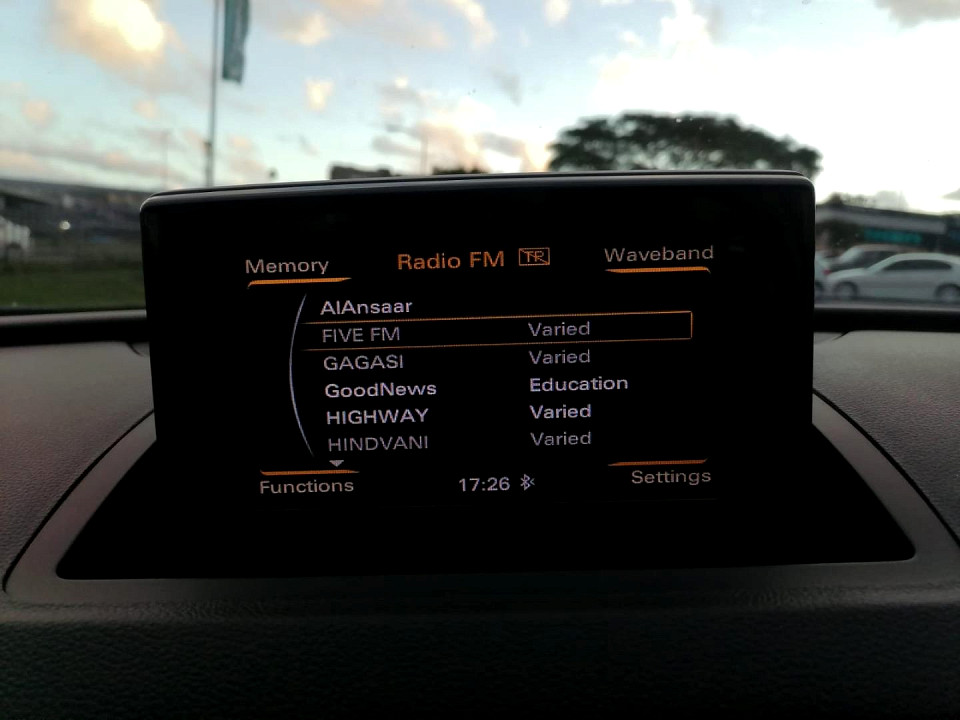 Memory Radio FM TP Waveband
AlAnsaar
FIVE FM Varied
GAGASI Varied
GoodNews Education
HIGHWAY Varied
HINDVANI Varied
Functions 17:26 Settings